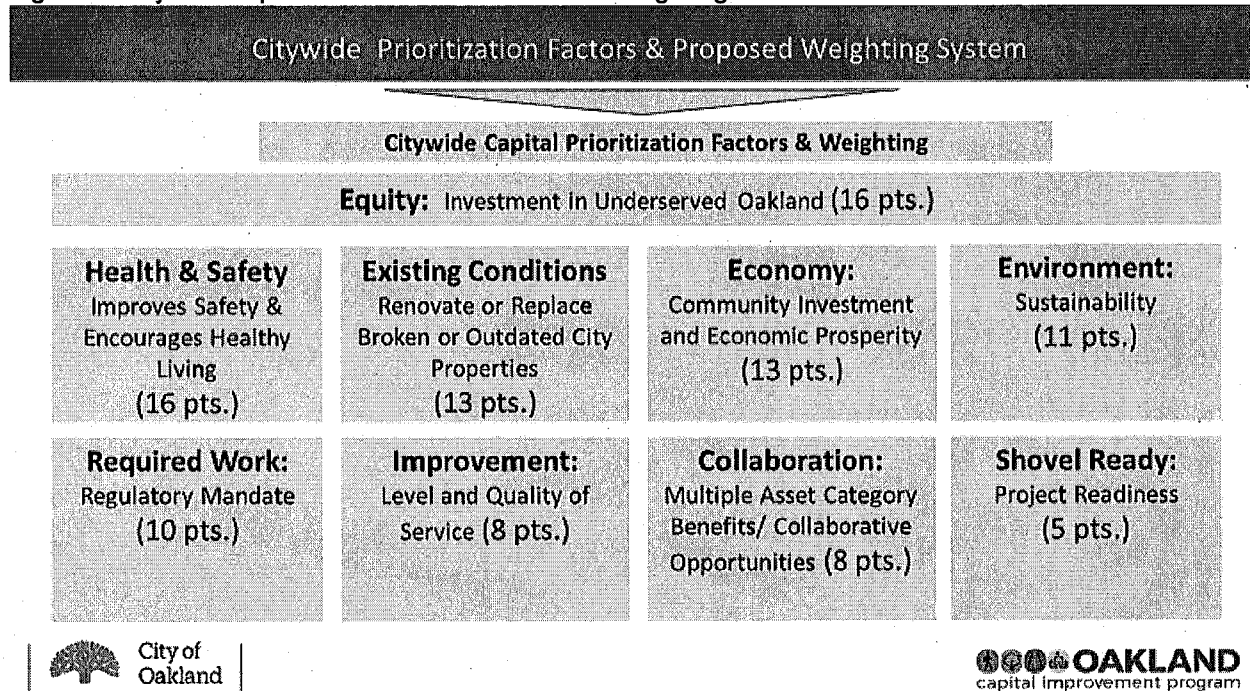 Citywide Prioritization Factors & Proposed Weighting System
Citywide Capital Prioritization Factors & Weighting
Equity: Investment in Underserved Oakland (16 pts.)
Health & Safety
Improves Safety &
Encourages Healthy
Living
(16 pts.)
Existing Conditions
Renovate or Replace
Broken or Outdated City
Properties
(13 pts.)
Economy:
Community Investment
and Economic Prosperity
(13 pts.)
Environment:
Sustainability
(11 pts.)
Required Work:
Regulatory Mandate
(10 pts.)
Improvement:
Level and Quality of
Service (8 pts.)
Collaboration:
Multiple Asset Category
Benefits/ Collaborative
Opportunities (8 pts.)
Shovel Ready:
Project Readiness
(5 pts.)
City of
Oakland
OAKLAND
capital improvement program